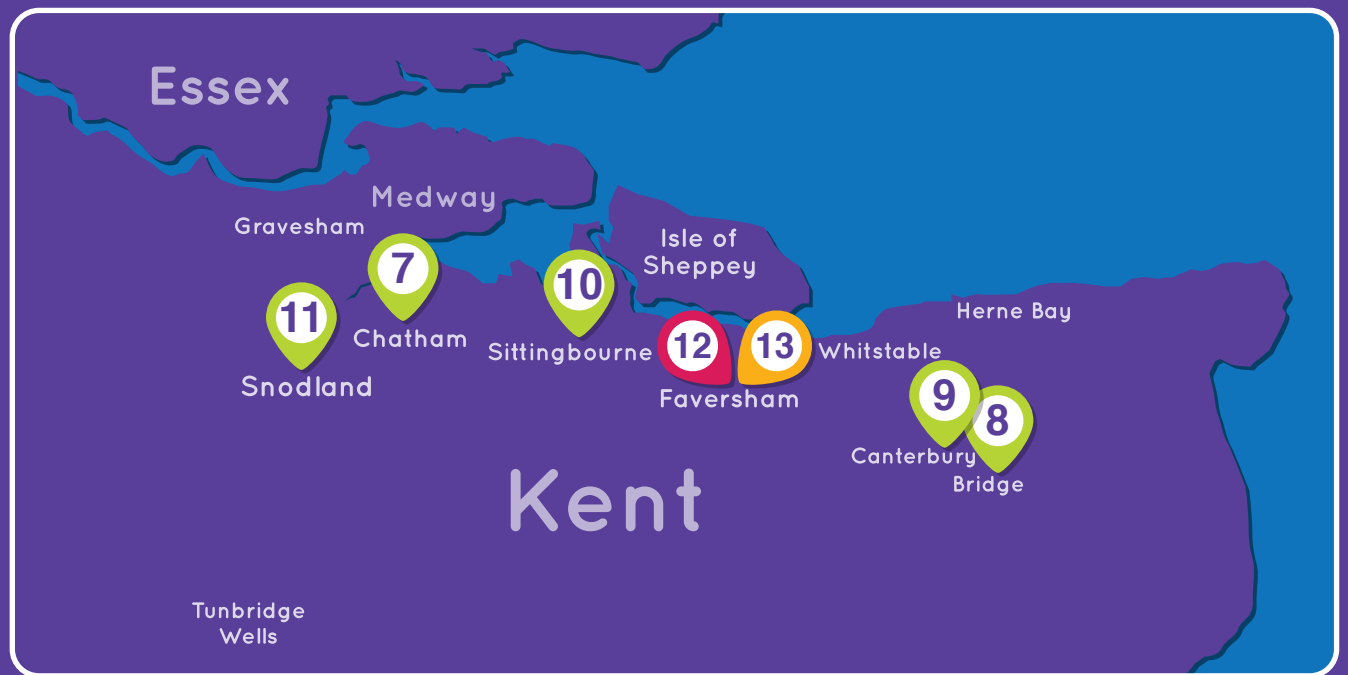 Essex
Medway
Gravesham
Isle of
Sheppey
7
10
11
Herne Bay
Chatham
Sittingbourne
12
13
Whitstable
Snodland
Faversham
9
8
Canterbury
Bridge
Kent
Tunbridge
Wells